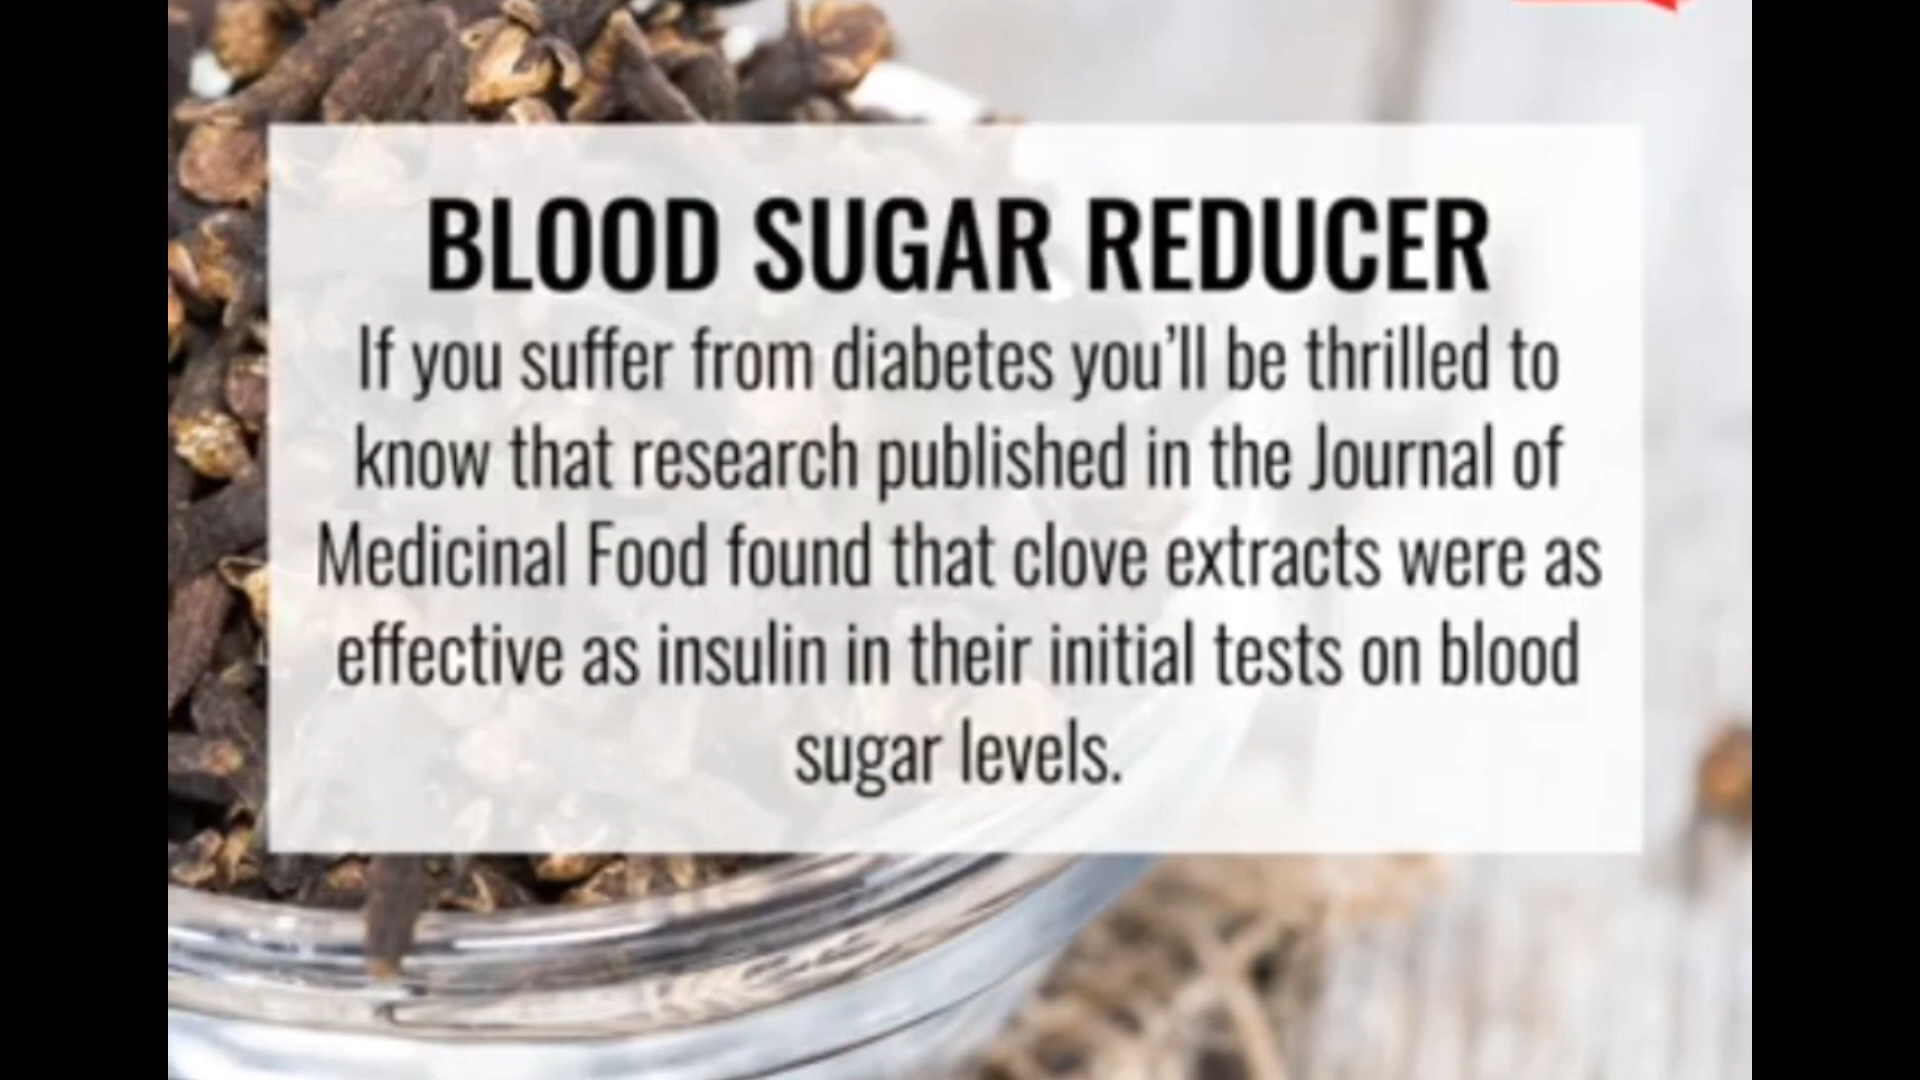 BLOOD SUGAR REDUCER
If you suffer from diabetes you’ll be thrilled to
know that research published in the Journal of
Medicinal Food found that clove extracts were as
effective as insulin in their initial tests on blood
sugar levels.